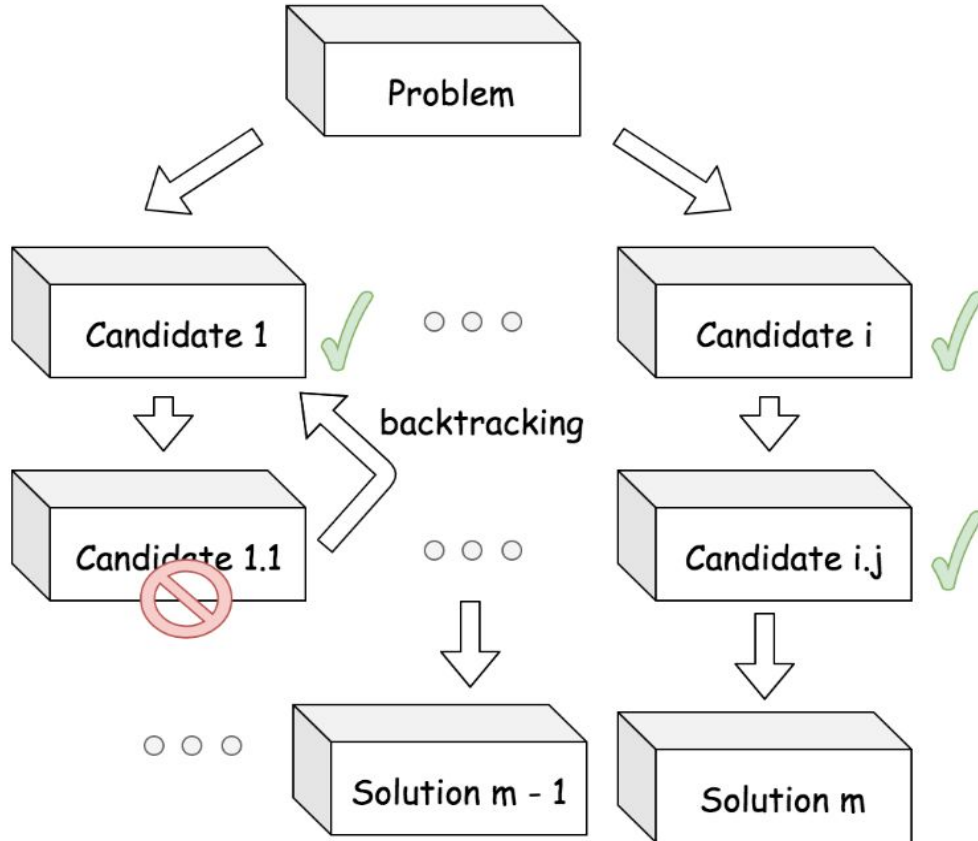 Problem
Candidate 1
Candidate i
backtracking
Candidate 1.1
Candidate i.j
Solution m - 1
Solution m